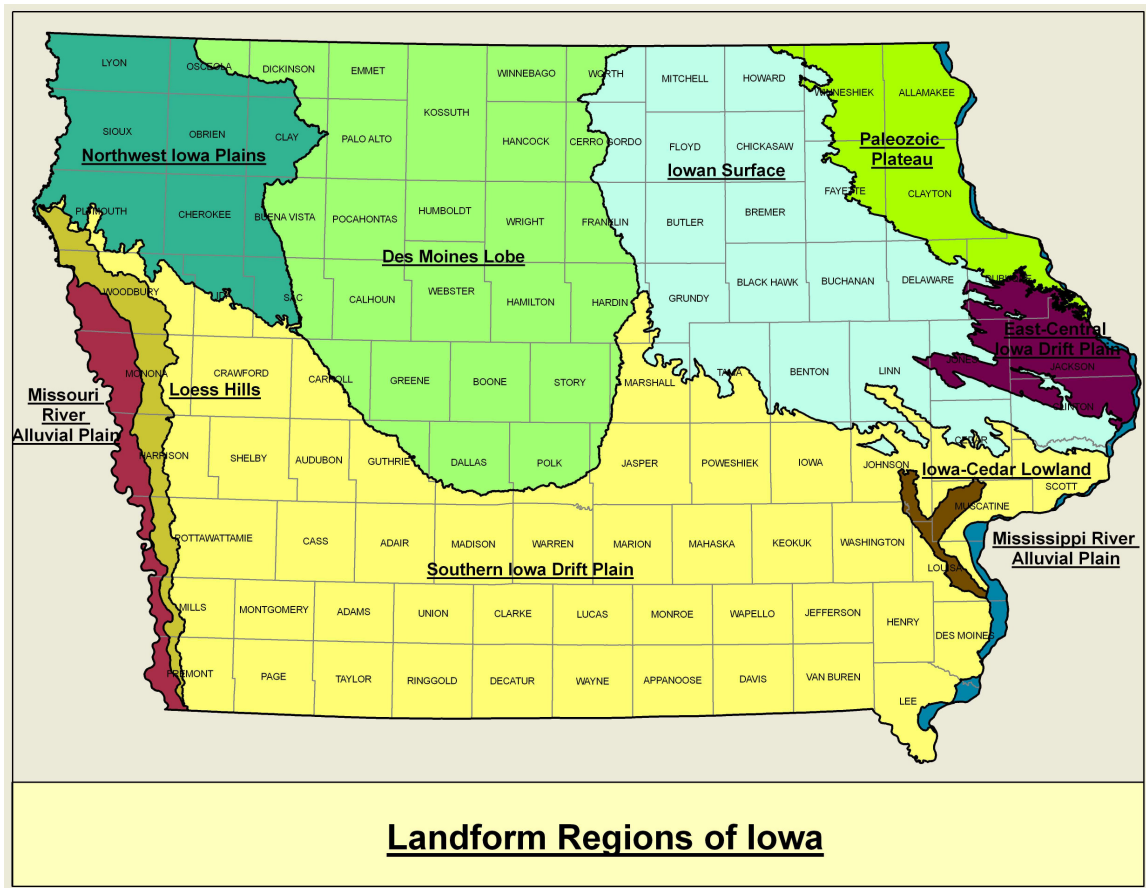 LYON
OSCEOLA
DICKINSON
EMMET
WINNEBAGO
WORTH
MITCHELL
HOWARD
WINNESHIEK
ALLAMAKEE
KOSSUTH
SIOUX
OBRIEN
CLAY
PALO ALTO
HANCOCK
CERRO GORDO
FLOYD
CHICKASAW
Northwest Iowa Plains
Iowan Surface
Paleozoic
Plateau
PLYMOUTH
CHEROKEE
BUENA VISTA
POCAHONTAS
HUMBOLDT
WRIGHT
FRANKLIN
BUTLER
BREMER
FAYETTE
CLAYTON
Des Moines Lobe
WOODBURY
IDA
SAC
CALHOUN
WEBSTER
HAMILTON
HARDIN
GRUNDY
BLACK HAWK
BUCHANAN
DELAWARE
DUBUQUE
East-Central
Iowa Drift Plain
MONONA
CRAWFORD
CARROLL
GREENE
BOONE
STORY
MARSHALL
TAMA
BENTON
LINN
JONES
JACKSON
Loess Hills
Missouri
River
Alluvial Plain
CLINTON
CEDAR
HARRISON
SHELBY
AUDUBON
GUTHRIE
DALLAS
POLK
JASPER
POWESHIEK
IOWA
JOHNSON
Iowa-Cedar Lowland
SCOTT
MUSCATINE
POTTAWATTAMIE
CASS
ADAIR
MADISON
WARREN
MARION
MAHASKA
KEOKUK
WASHINGTON
LOUISA
Mississippi River
Alluvial Plain
Southern Iowa Drift Plain
MILLS
MONTGOMERY
ADAMS
UNION
CLARKE
LUCAS
MONROE
WAPELLO
JEFFERSON
HENRY
DES MOINES
FREMONT
PAGE
TAYLOR
RINGGOLD
DECATUR
WAYNE
APPANOOSE
DAVIS
VAN BUREN
LEE
Landform Regions of Iowa